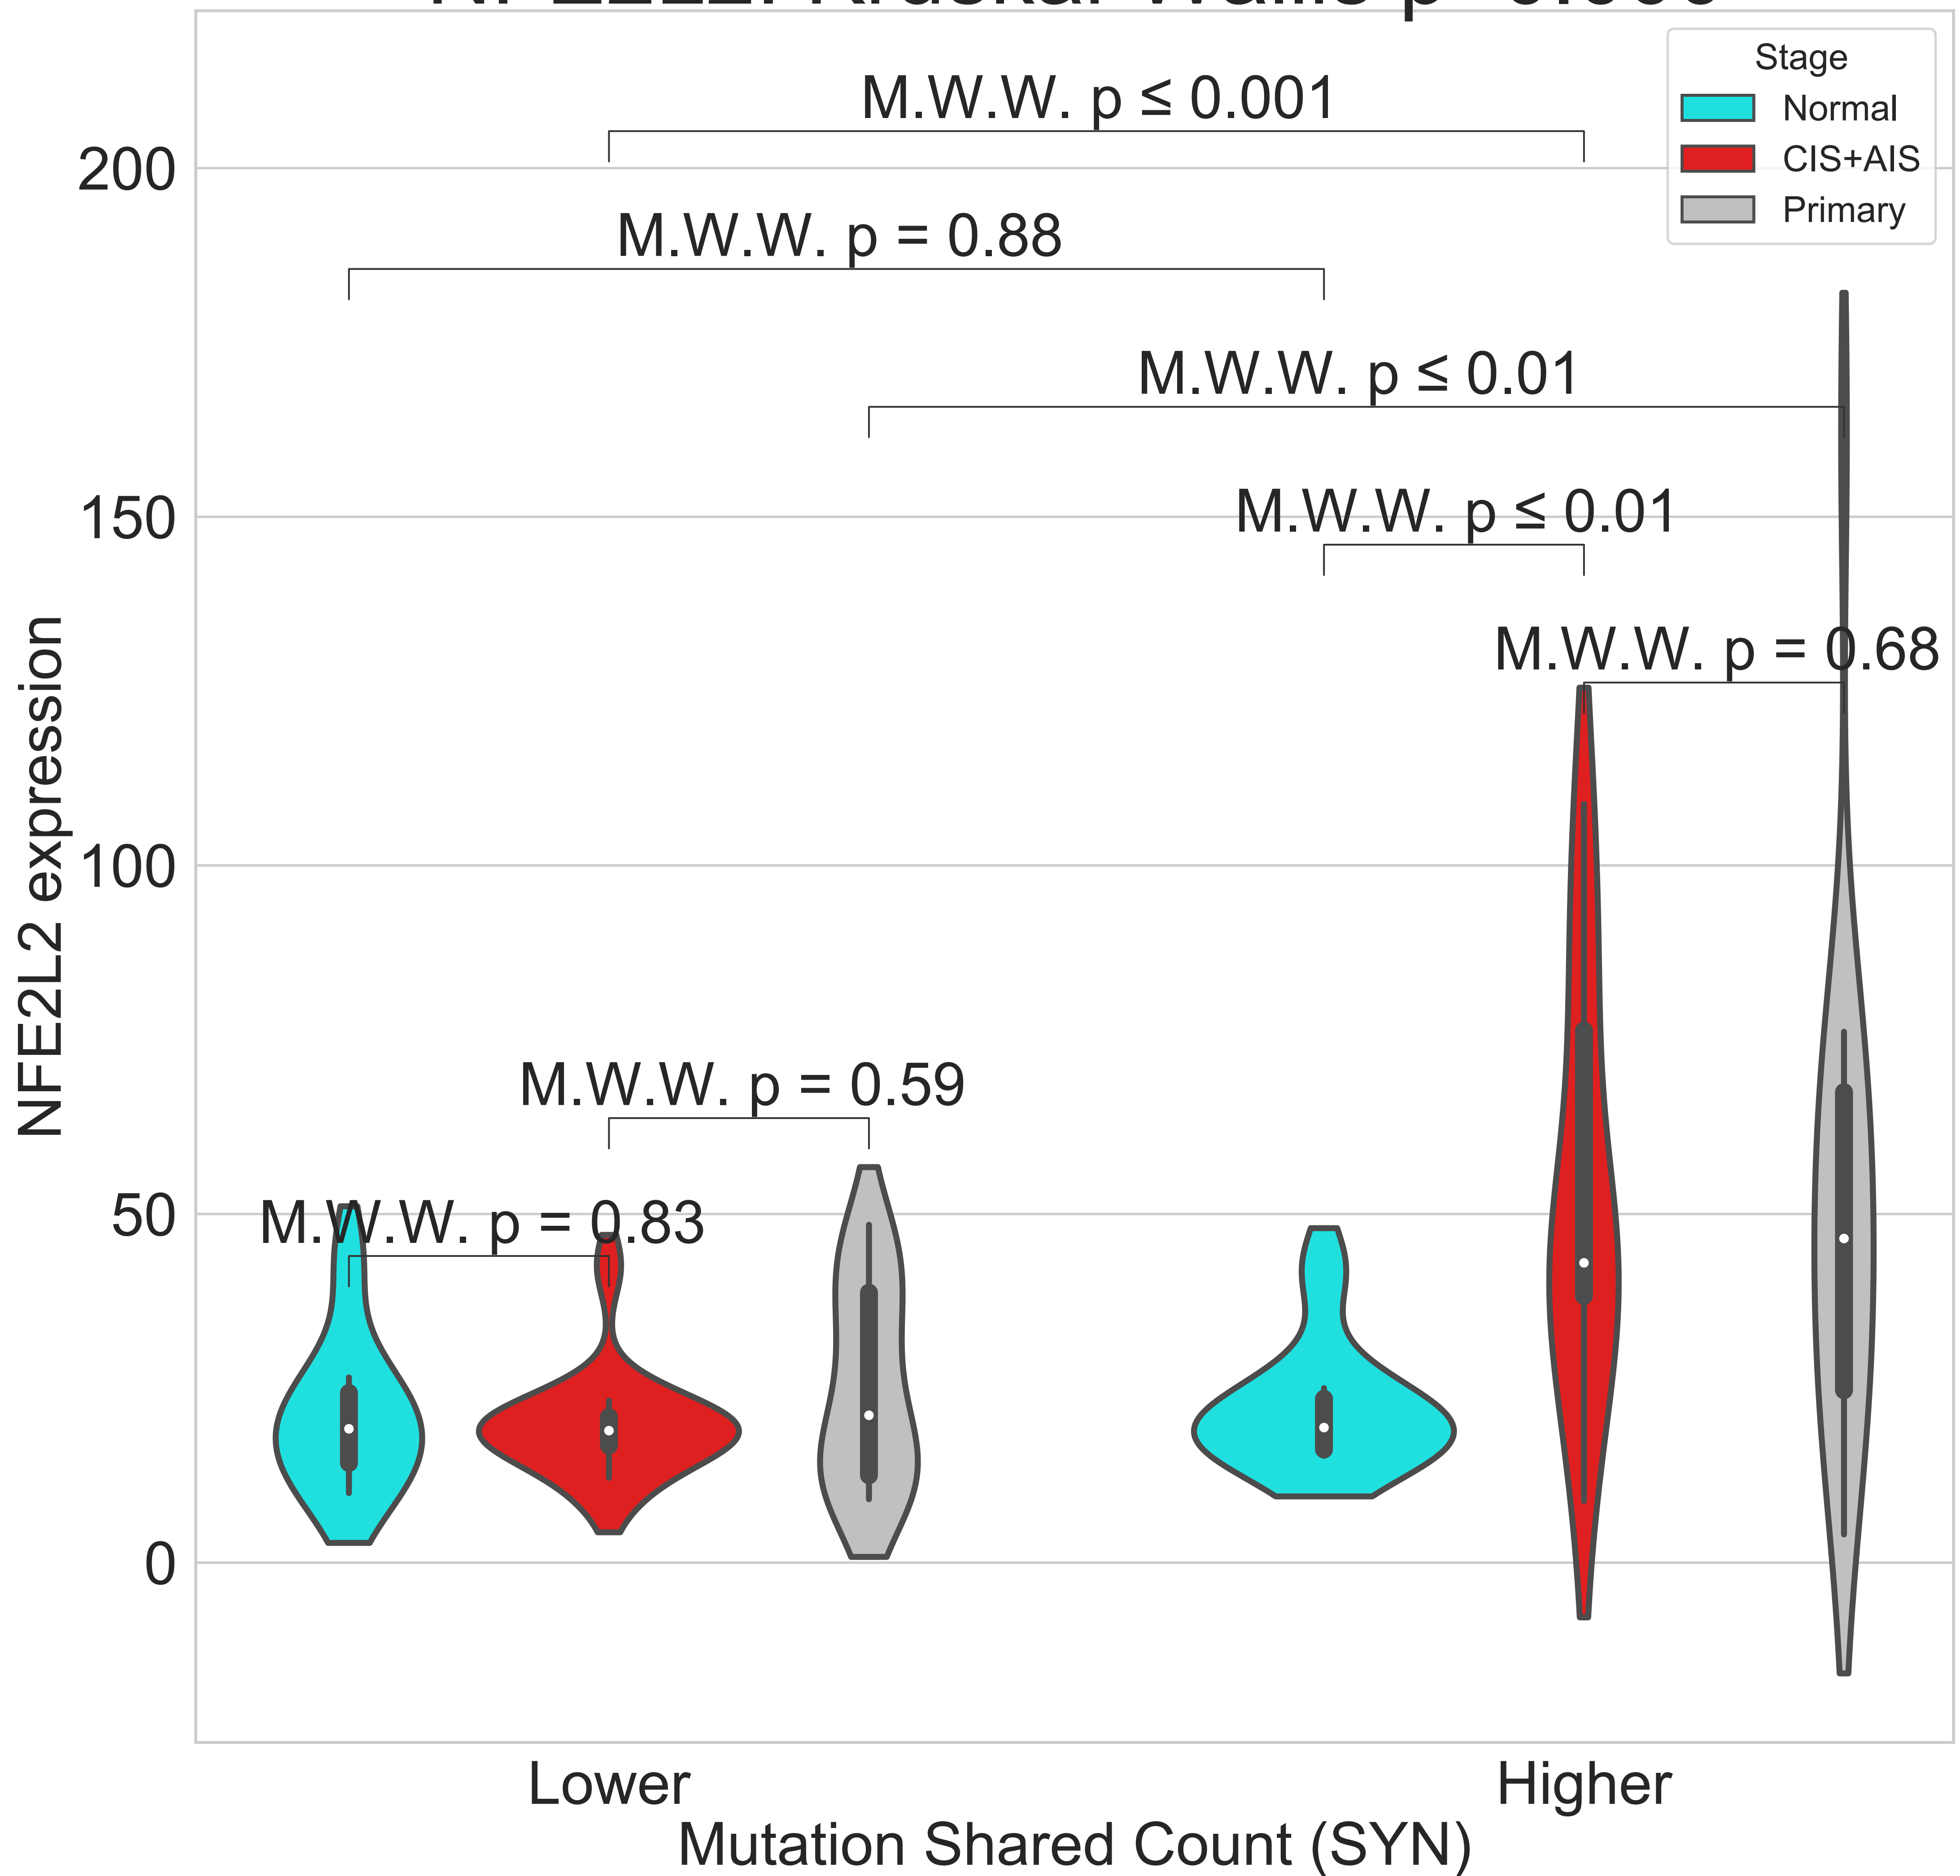 Stage
Normal
CIS+AIS
Primary
M.W.W. p ≤ 0.001
200
M.W.W. p = 0.88
M.W.W. p ≤ 0.01
150
M.W.W. p ≤ 0.01
M.W.W. p = 0.68
NFE2L2 expression
100
M.W.W. p = 0.59
50
M.W.W. p = 0.83
0
Lower
Higher
Mutation Shared Count (SYN)